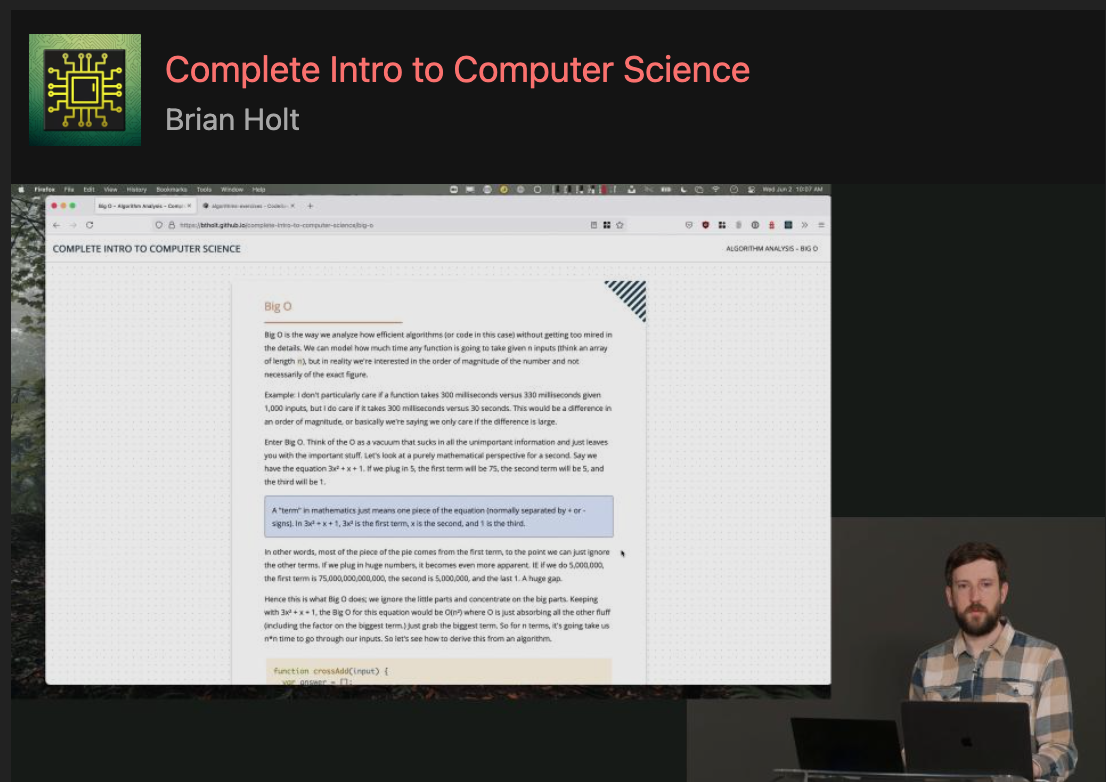 Complete Intro to Computer Science
Brian Holt
Firefox File Edit View History Bookmarks Tools Window Help
Wed Jun 2 10:37 AM
Big O – Algorithm Analysis – Compl
algorithms-exercises - CodeSa
https://btholt.github.io/complete-intro-to-computer-science/big-o
COMPLETE INTRO TO COMPUTER SCIENCE
ALGORITHM ANALYSIS – BIG O
Big O
Big O is the way we analyze how efficient algorithms (or code in this case) without getting too mired in
the details. We can model how much time any function is going to take given n inputs (think an array
of length n), but in reality we're interested in the order of magnitude of the number and not
necessarily of the exact figure.
Example: I don't particularly care if a function takes 300 milliseconds versus 330 milliseconds given
1,000 inputs, but I do care if it takes 300 milliseconds versus 30 seconds. This would be a difference in
an order of magnitude, or basically we're saying we only care if the difference is large.
Enter Big O. Think of the O as a vacuum that sucks in all the unimportant information and just leaves
you with the important stuff. Let's look at a purely mathematical perspective for a second. Say we
have the equation 3x² + x + 1. If we plug in 5, the first term will be 75, the second term will be 5, and
the third will be 1.
A "term" in mathematics just means one piece of the equation (normally separated by + or -
signs). In 3x² + x + 1, 3x² is the first term, x is the second, and 1 is the third.
In other words, most of the piece of the pie comes from the first term, to the point we can just ignore
the other terms. If we plug in huge numbers, it becomes even more apparent. IE if we do 5,000,000,
the first term is 75,000,000,000,000, the second is 5,000,000, and the last 1. A huge gap.
Hence this is what Big O does; we ignore the little parts and concentrate on the big parts. Keeping
with 3x² + x + 1, the Big O for this equation would be O(n²) where O is just absorbing all the other fluff
(including the factor on the biggest term.) Just grab the biggest term. So for n terms, it's going take us
n*n time to go through our inputs. So let's see how to derive this from an algorithm.
function crossAdd(input) {
var answer = [];